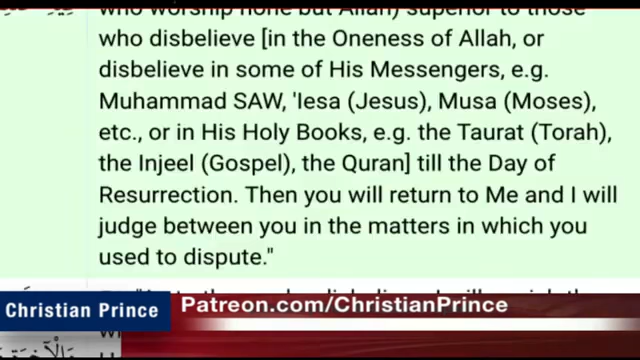 who worship none but Allah) superior to those
who disbelieve [in the Oneness of Allah, or
disbelieve in some of His Messengers, e.g.
Muhammad SAW, 'Iesa (Jesus), Musa (Moses),
etc., or in His Holy Books, e.g. the Taurat (Torah),
the Injeel (Gospel), the Quran] till the Day of
Resurrection. Then you will return to Me and I will
judge between you in the matters in which you
used to dispute."
Christian Prince
Patreon.com/ChristianPrince